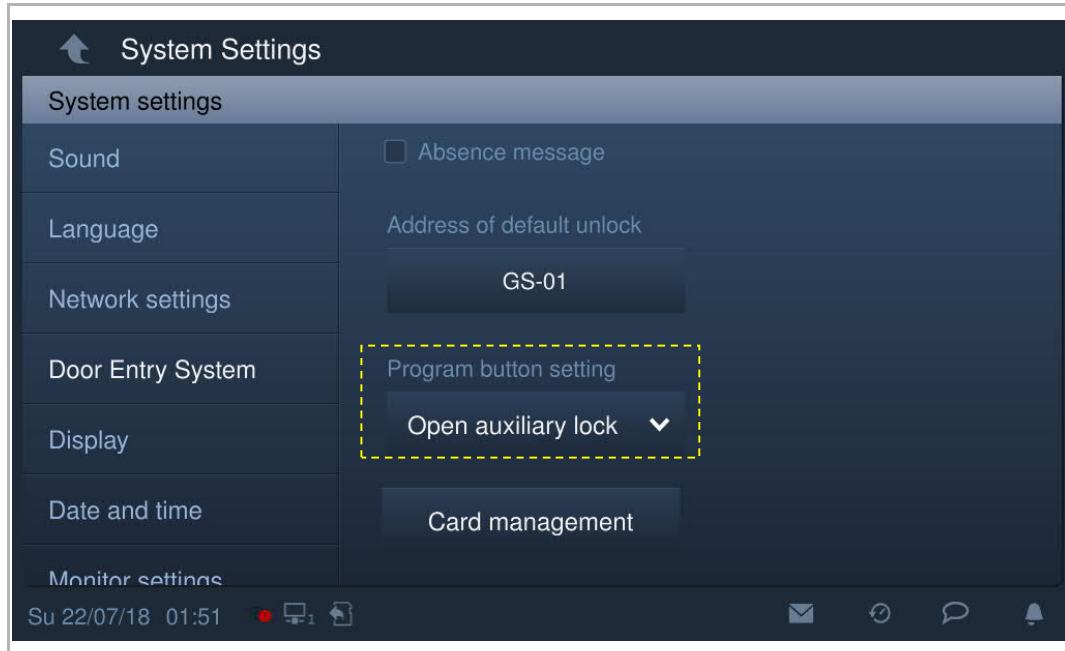 System Settings
System settings
Sound
Language
Network settings
Door Entry System
Display
Date and time
Monitor settings
Absence message
Address of default unlock
GS-01
Program button setting
Open auxiliary lock
Card management
Su 22/07/18 01:51
1